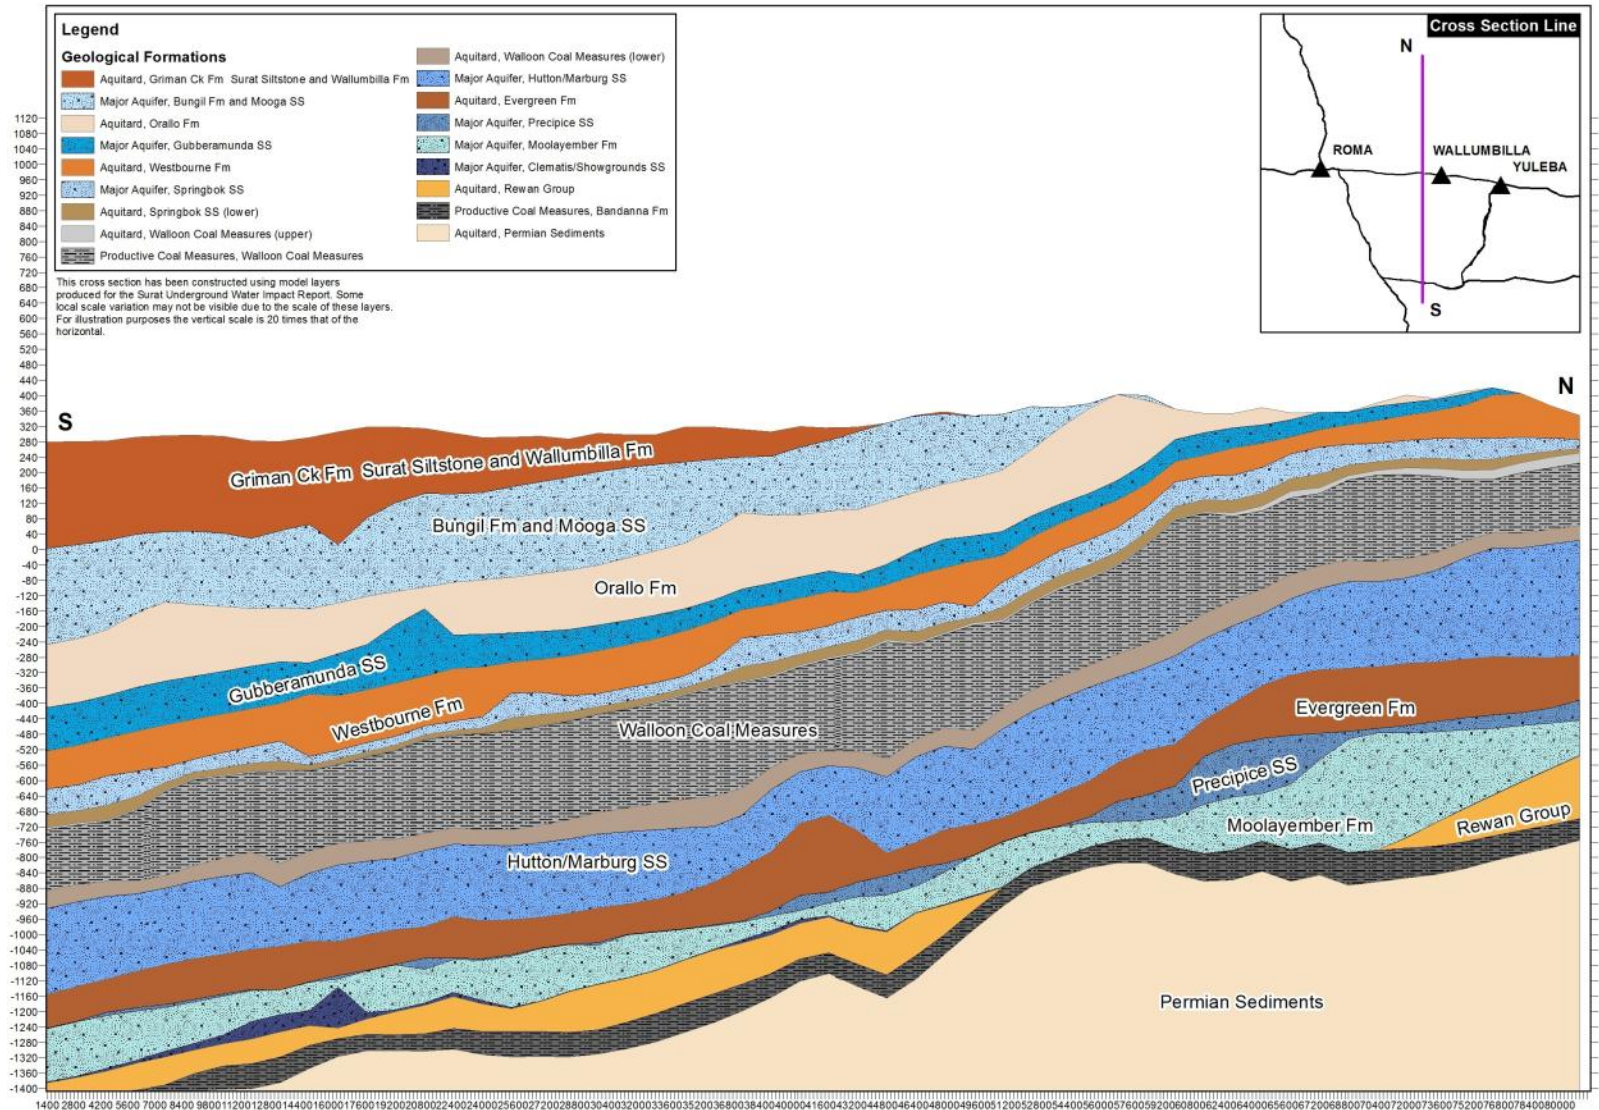 Legend
Geological Formations
Aquitard, Griman Ck Fm  Surat Siltstone and Wallumbilla Fm
Major Aquifer, Bungil Fm and Mooga SS
Aquitard, Orallo Fm
Major Aquifer, Gubberamunda SS
Aquitard, Westbourne Fm
Major Aquifer, Springbok SS
Aquitard, Springbok SS (lower)
Aquitard, Walloon Coal Measures (upper)
Productive Coal Measures, Walloon Coal Measures
Aquitard, Walloon Coal Measures (lower)
Major Aquifer, Hutton/Marburg SS
Aquitard, Evergreen Fm
Major Aquifer, Precipice SS
Major Aquifer, Moolayember Fm
Major Aquifer, Clematis/Showgrounds SS
Aquitard, Rewan Group
Productive Coal Measures, Bandanna Fm
Aquitard, Permian Sediments
This cross section has been constructed using model layers
produced for the Surat Underground Water Impact Report. Some
local scale variation may not be visible due to the scale of these layers.
For illustration purposes the vertical scale is 20 times that of the
horizontal.
Cross Section Line
N
ROMA
WALLUMBILLA
YULEBA
S
1120
1080
1040
1000
960
920
880
840
800
760
720
680
640
600
560
520
480
440
400
360
320
280
240
200
160
120
80
40
0
-40
-80
-120
-160
-200
-240
-280
-320
-360
-400
-440
-480
-520
-560
-600
-640
-680
-720
-760
-800
-840
-880
-920
-960
-1000
-1040
-1080
-1120
-1160
-1200
-1240
-1280
-1320
-1360
-1400
S
N
Griman Ck Fm  Surat Siltstone and Wallumbilla Fm
Bungil Fm and Mooga SS
Orallo Fm
Gubberamunda SS
Westbourne Fm
Walloon Coal Measures
Evergreen Fm
Precipice SS
Moolayember Fm
Rewan Group
Hutton/Marburg SS
Permian Sediments
1400 2800 4200 5600 7000 8400 9800